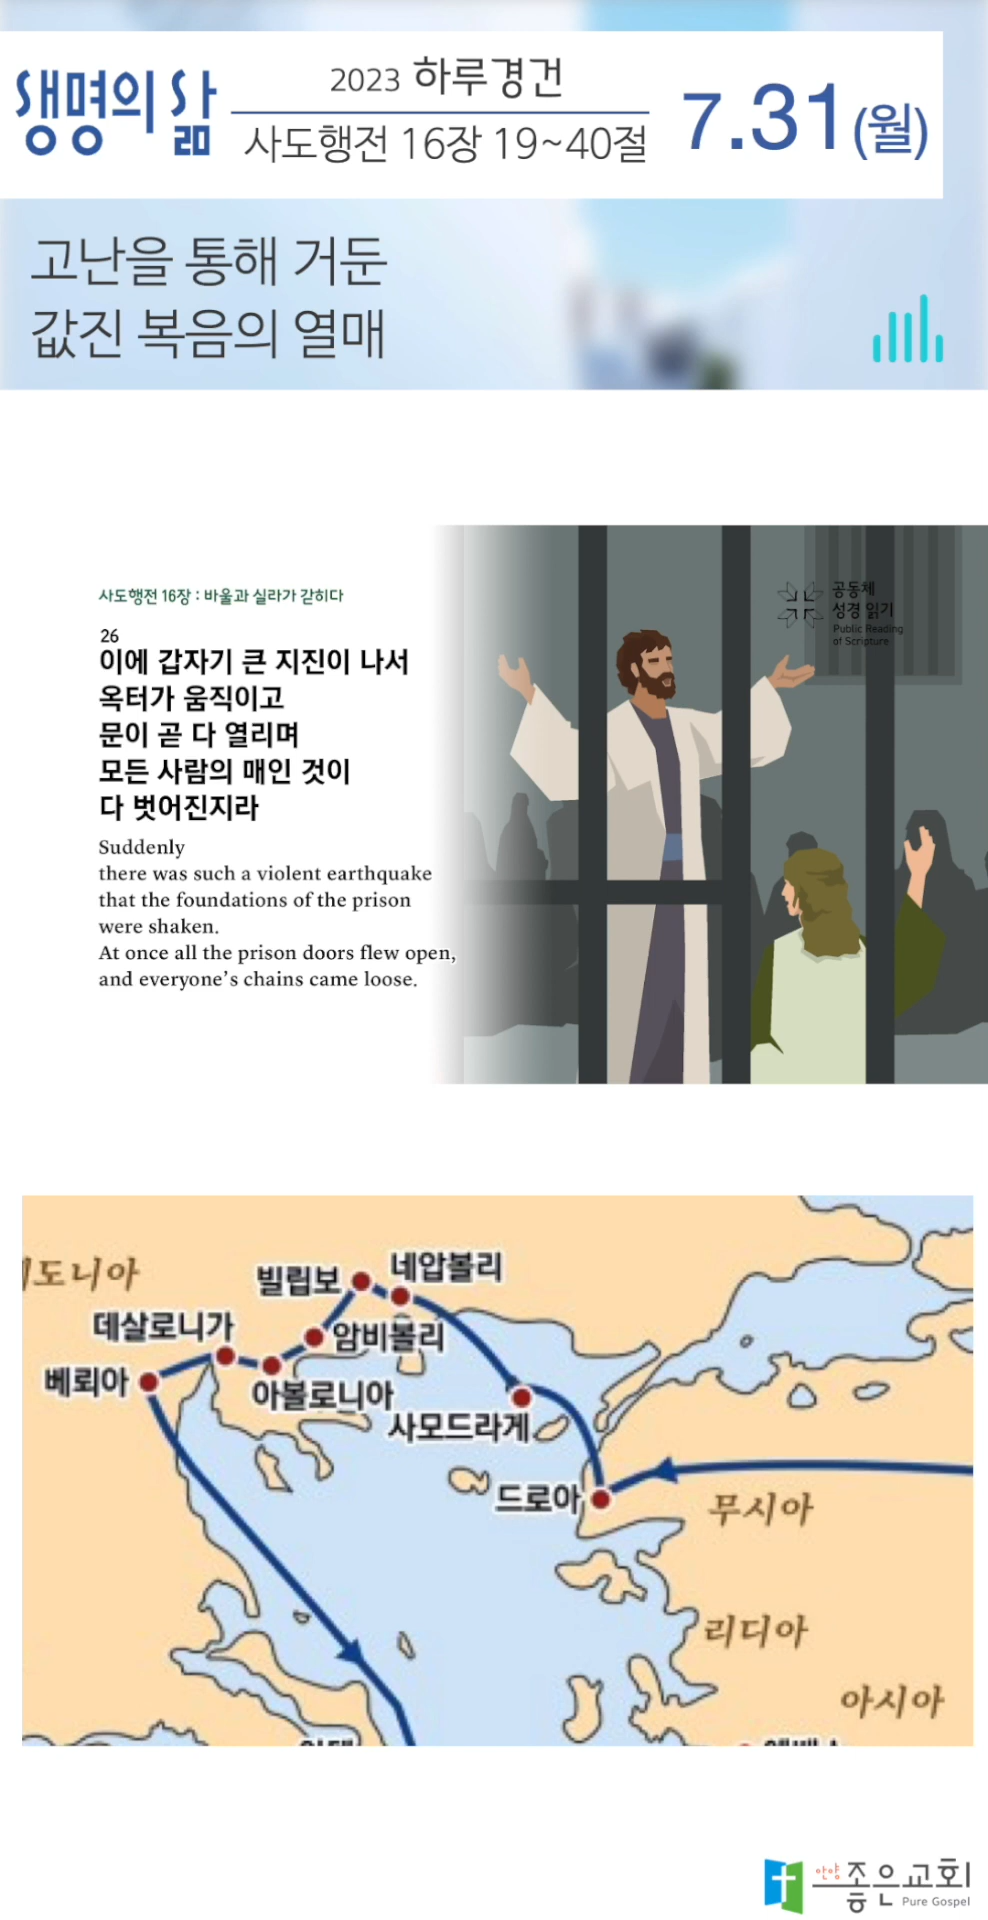 생명의 삶
2023 하루경건
사도행전 16장 19~40절
7.31(월)
고난을 통해 거둔
값진 복음의 열매
사도행전 16장 : 바울과 실라가 갇히다
26
이에 갑자기 큰 지진이 나서
옥터가 움직이고
문이 곧 다 열리며
모든 사람의 매인 것이
다 벗어진지라
Suddenly
there was such a violent earthquake
that the foundations of the prison
were shaken.
At once all the prison doors flew open,
and everyone's chains came loose.
공동체
성경 읽기
Public Reading
of Scripture
도니아
빌립보
네압볼리
데살로니가
암비볼리
베뢰아
아볼로니아
사모드라게
드로아
무시아
리디아
아시아
안양 좋은교회
Pure Gospel